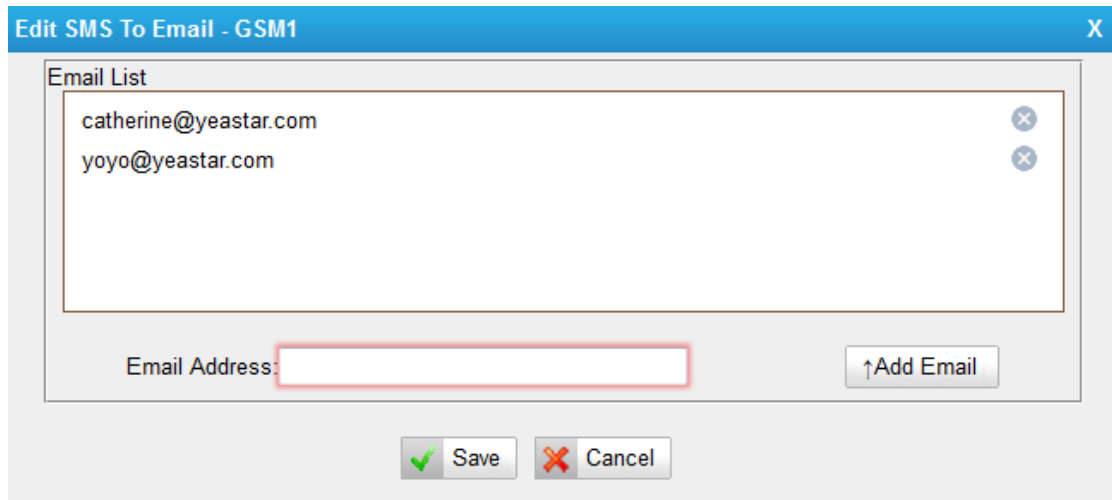 Edit SMS To Email - GSM1 X
Email List
catherine@yeastar.com
yoyo@yeastar.com
Email Address: ↑Add Email
Save Cancel